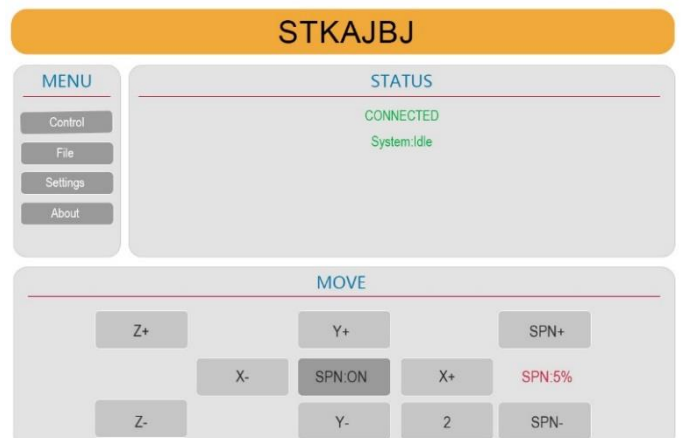 STKAJBJ
MENU
Control
File
Settings
About
STATUS
CONNECTED
System:Idle
MOVE
Z+ Y+ SPN+
X- SPN:ON X+ SPN:5%
Z- Y- 2 SPN-